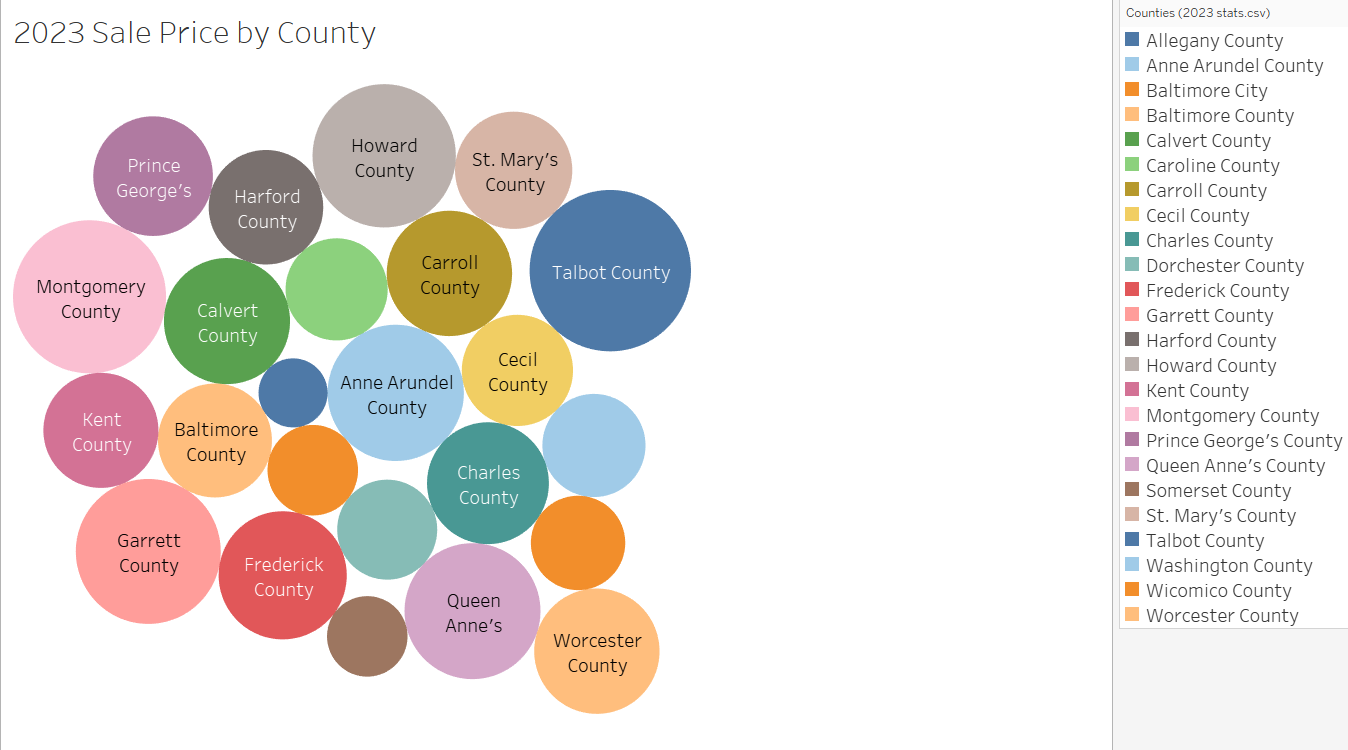 2023 Sale Price by County
Prince
George's
Harford
County
Howard
County
St. Mary's
County
Montgomery
County
Calvert
County
Carroll
County
Talbot County
Kent
County
Baltimore
County
Anne Arundel
County
Cecil
County
Charles
County
Garrett
County
Frederick
County
Queen
Anne's
Worcester
County
Counties (2023 stats.csv)
Allegany County
Anne Arundel County
Baltimore City
Baltimore County
Calvert County
Caroline County
Carroll County
Cecil County
Charles County
Dorchester County
Frederick County
Garrett County
Harford County
Howard County
Kent County
Montgomery County
Prince George's County
Queen Anne's County
Somerset County
St. Mary's County
Talbot County
Washington County
Wicomico County
Worcester County